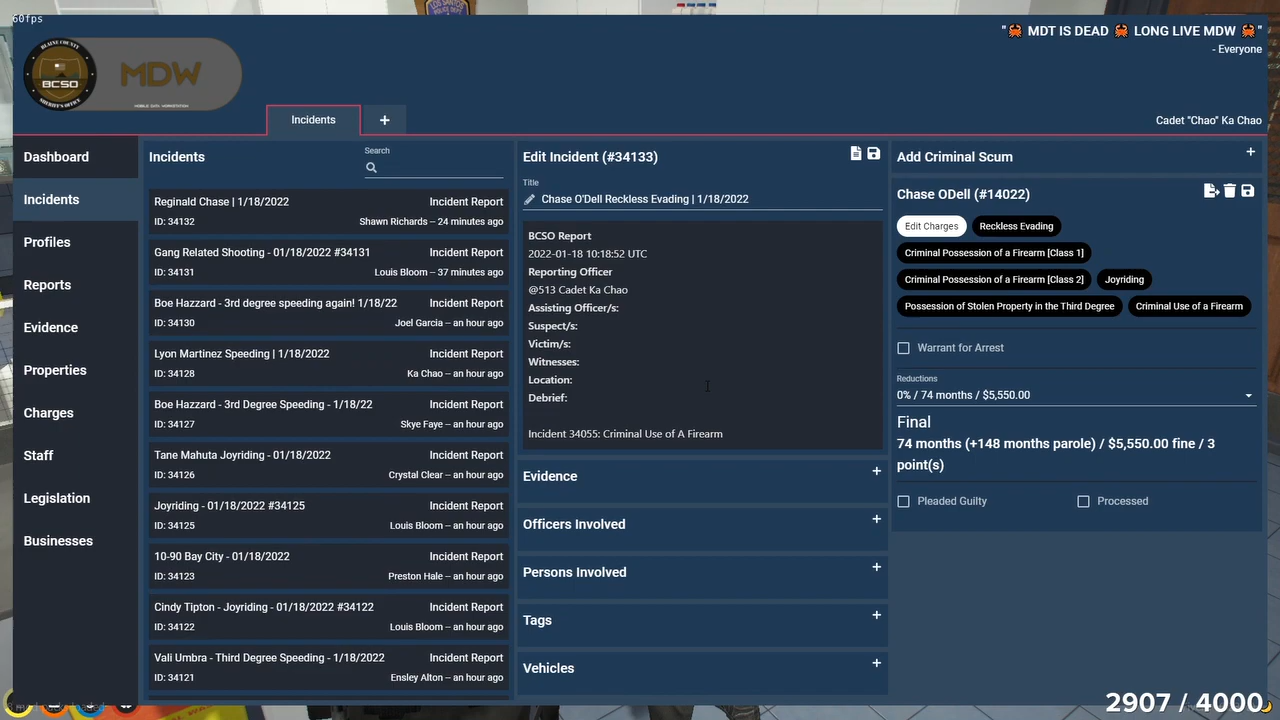 60fps
LOS SANTOS
BLAINE COUNTY
BCSO
SHERIFF'S OFFICE
MDW
MOBILE DATA WORKSTATION
"🦀 MDT IS DEAD 🦀 LONG LIVE MDW 🦀"
- Everyone
Incidents
+
Cadet "Chao" Ka Chao
Dashboard
Incidents
Profiles
Reports
Evidence
Properties
Charges
Staff
Legislation
Businesses
Incidents
Search
Reginald Chase | 1/18/2022 Incident Report
ID: 34132 Shawn Richards – 24 minutes ago
Gang Related Shooting - 01/18/2022 #34131 Incident Report
ID: 34131 Louis Bloom – 37 minutes ago
Boe Hazzard - 3rd degree speeding again! 1/18/22 Incident Report
ID: 34130 Joel Garcia – an hour ago
Lyon Martinez Speeding | 1/18/2022 Incident Report
ID: 34128 Ka Chao – an hour ago
Boe Hazzard - 3rd Degree Speeding - 1/18/22 Incident Report
ID: 34127 Skye Faye – an hour ago
Tane Mahuta Joyriding - 01/18/2022 Incident Report
ID: 34126 Crystal Clear – an hour ago
Joyriding - 01/18/2022 #34125 Incident Report
ID: 34125 Louis Bloom – an hour ago
10-90 Bay City - 01/18/2022 Incident Report
ID: 34123 Preston Hale – an hour ago
Cindy Tipton - Joyriding - 01/18/2022 #34122 Incident Report
ID: 34122 Louis Bloom – an hour ago
Vali Umbra - Third Degree Speeding - 1/18/2022 Incident Report
ID: 34121 Ensley Alton – an hour ago
Edit Incident (#34133)
Title
Chase O'Dell Reckless Evading | 1/18/2022
BCSO Report
2022-01-18 10:18:52 UTC
Reporting Officer
@513 Cadet Ka Chao
Assisting Officer/s:
Suspect/s:
Victim/s:
Witnesses:
Location:
Debrief:
Incident 34055: Criminal Use of A Firearm
Evidence +
Officers Involved +
Persons Involved +
Tags +
Vehicles +
Add Criminal Scum +
Chase ODell (#14022)
Edit Charges Reckless Evading
Criminal Possession of a Firearm [Class 1]
Criminal Possession of a Firearm [Class 2] Joyriding
Possession of Stolen Property in the Third Degree Criminal Use of a Firearm
Warrant for Arrest
Reductions
0% / 74 months / $5,550.00
Final
74 months (+148 months parole) / $5,550.00 fine / 3
point(s)
Pleaded Guilty Processed
2907 / 4000